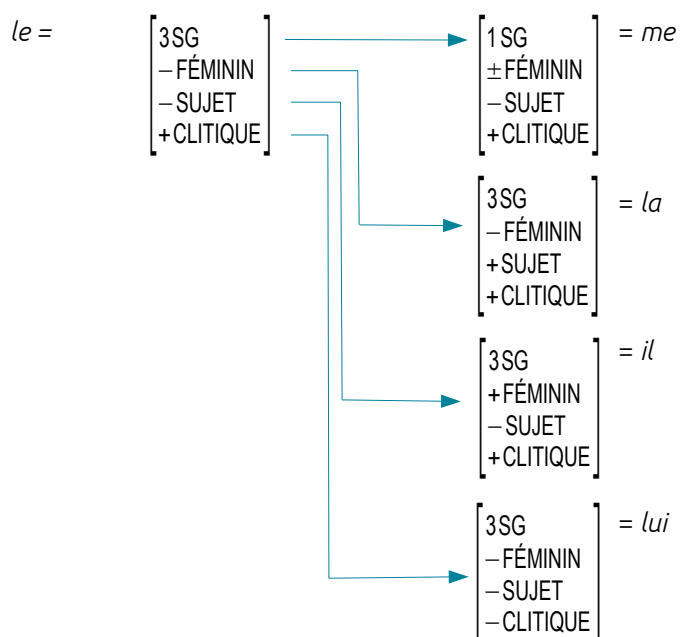 le =
3SG
−FÉMININ
−SUJET
+CLITIQUE
1SG
±FÉMININ
−SUJET
+CLITIQUE
= me
3SG
−FÉMININ
+SUJET
+CLITIQUE
= la
3SG
+FÉMININ
−SUJET
+CLITIQUE
= il
3SG
−FÉMININ
−SUJET
−CLITIQUE
= lui